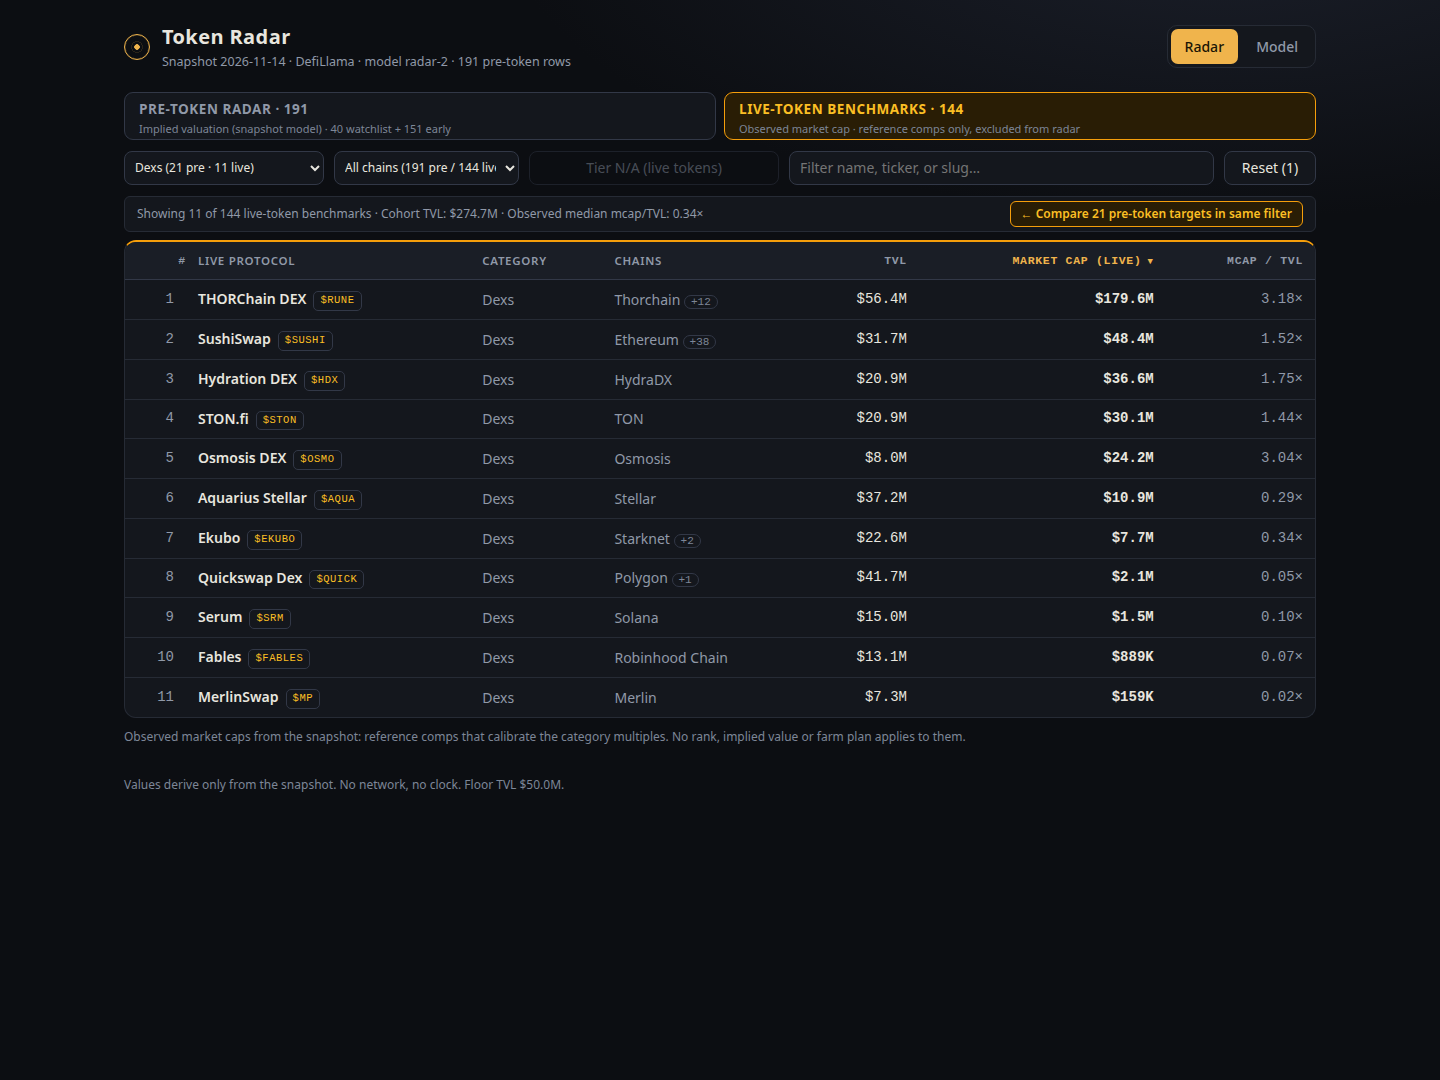 Token Radar
Snapshot 2026-11-14 · DefiLlama · model radar-2 · 191 pre-token rows
Radar Model
PRE-TOKEN RADAR · 191
Implied valuation (snapshot model) · 40 watchlist + 151 early
LIVE-TOKEN BENCHMARKS · 144
Observed market cap · reference comps only, excluded from radar
Dexs (21 pre · 11 live) All chains (191 pre / 144 live Tier N/A (live tokens) Filter name, ticker, or slug... Reset (1)
Showing 11 of 144 live-token benchmarks · Cohort TVL: $274.7M · Observed median mcap/TVL: 0.34× ← Compare 21 pre-token targets in same filter
# LIVE PROTOCOL CATEGORY CHAINS TVL MARKET CAP (LIVE) ▼ MCAP / TVL
1 THORChain DEX $RUNE Dexs Thorchain +12 $56.4M $179.6M 3.18×
2 SushiSwap $SUSHI Dexs Ethereum +38 $31.7M $48.4M 1.52×
3 Hydration DEX $HDX Dexs HydraDX $20.9M $36.6M 1.75×
4 STON.fi $STON Dexs TON $20.9M $30.1M 1.44×
5 Osmosis DEX $OSMO Dexs Osmosis $8.0M $24.2M 3.04×
6 Aquarius Stellar $AQUA Dexs Stellar $37.2M $10.9M 0.29×
7 Ekubo $EKUBO Dexs Starknet +2 $22.6M $7.7M 0.34×
8 Quickswap Dex $QUICK Dexs Polygon +1 $41.7M $2.1M 0.05×
9 Serum $SRM Dexs Solana $15.0M $1.5M 0.10×
10 Fables $FABLES Dexs Robinhood Chain $13.1M $889K 0.07×
11 MerlinSwap $MP Dexs Merlin $7.3M $159K 0.02×
Observed market caps from the snapshot: reference comps that calibrate the category multiples. No rank, implied value or farm plan applies to them.
Values derive only from the snapshot. No network, no clock. Floor TVL $50.0M.